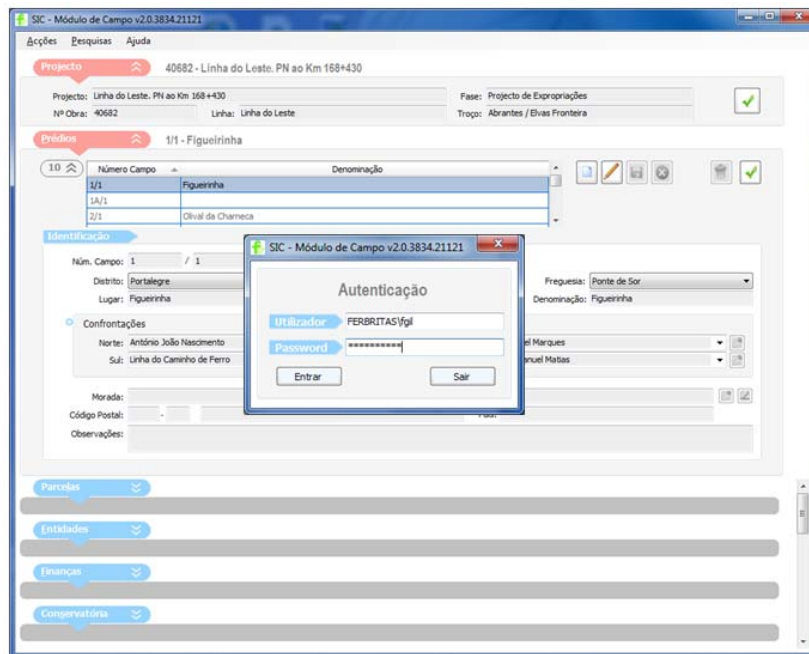 SIC - Módulo de Campo v2.0.3834.21121
Acções Pesquisas Ajuda
Projecto 40682 - Linha do Leste. PN ao Km 168+430
Projecto: Linha do Leste. PN ao Km 168+430 Fase: Projecto de Expropriações
Nº Obra: 40682 Linha: Linha do Leste Troço: Abrantes / Elvas Fronteira
Prédios 1/1 - Figueirinha
10 Número Campo Denominação
1/1 Figueirinha
1A/1
2/1 Olival da Charneca
Identificação
Núm. Campo: 1 / 1
Distrito: Portalegre Freguesia: Ponte de Sor
Lugar: Figueirinha Denominação: Figueirinha
Confrontações
Norte: António João Nascimento el Marques
Sul: Linha do Caminho de Ferro anuel Matias
Morada:
Código Postal: -
Observações:
SIC - Módulo de Campo v2.0.3834.21121
Autenticação
Utilizador FERBRITAS\fgil
Password **********
Entrar Sair
Parcelas
Entidades
Finanças
Conservatória